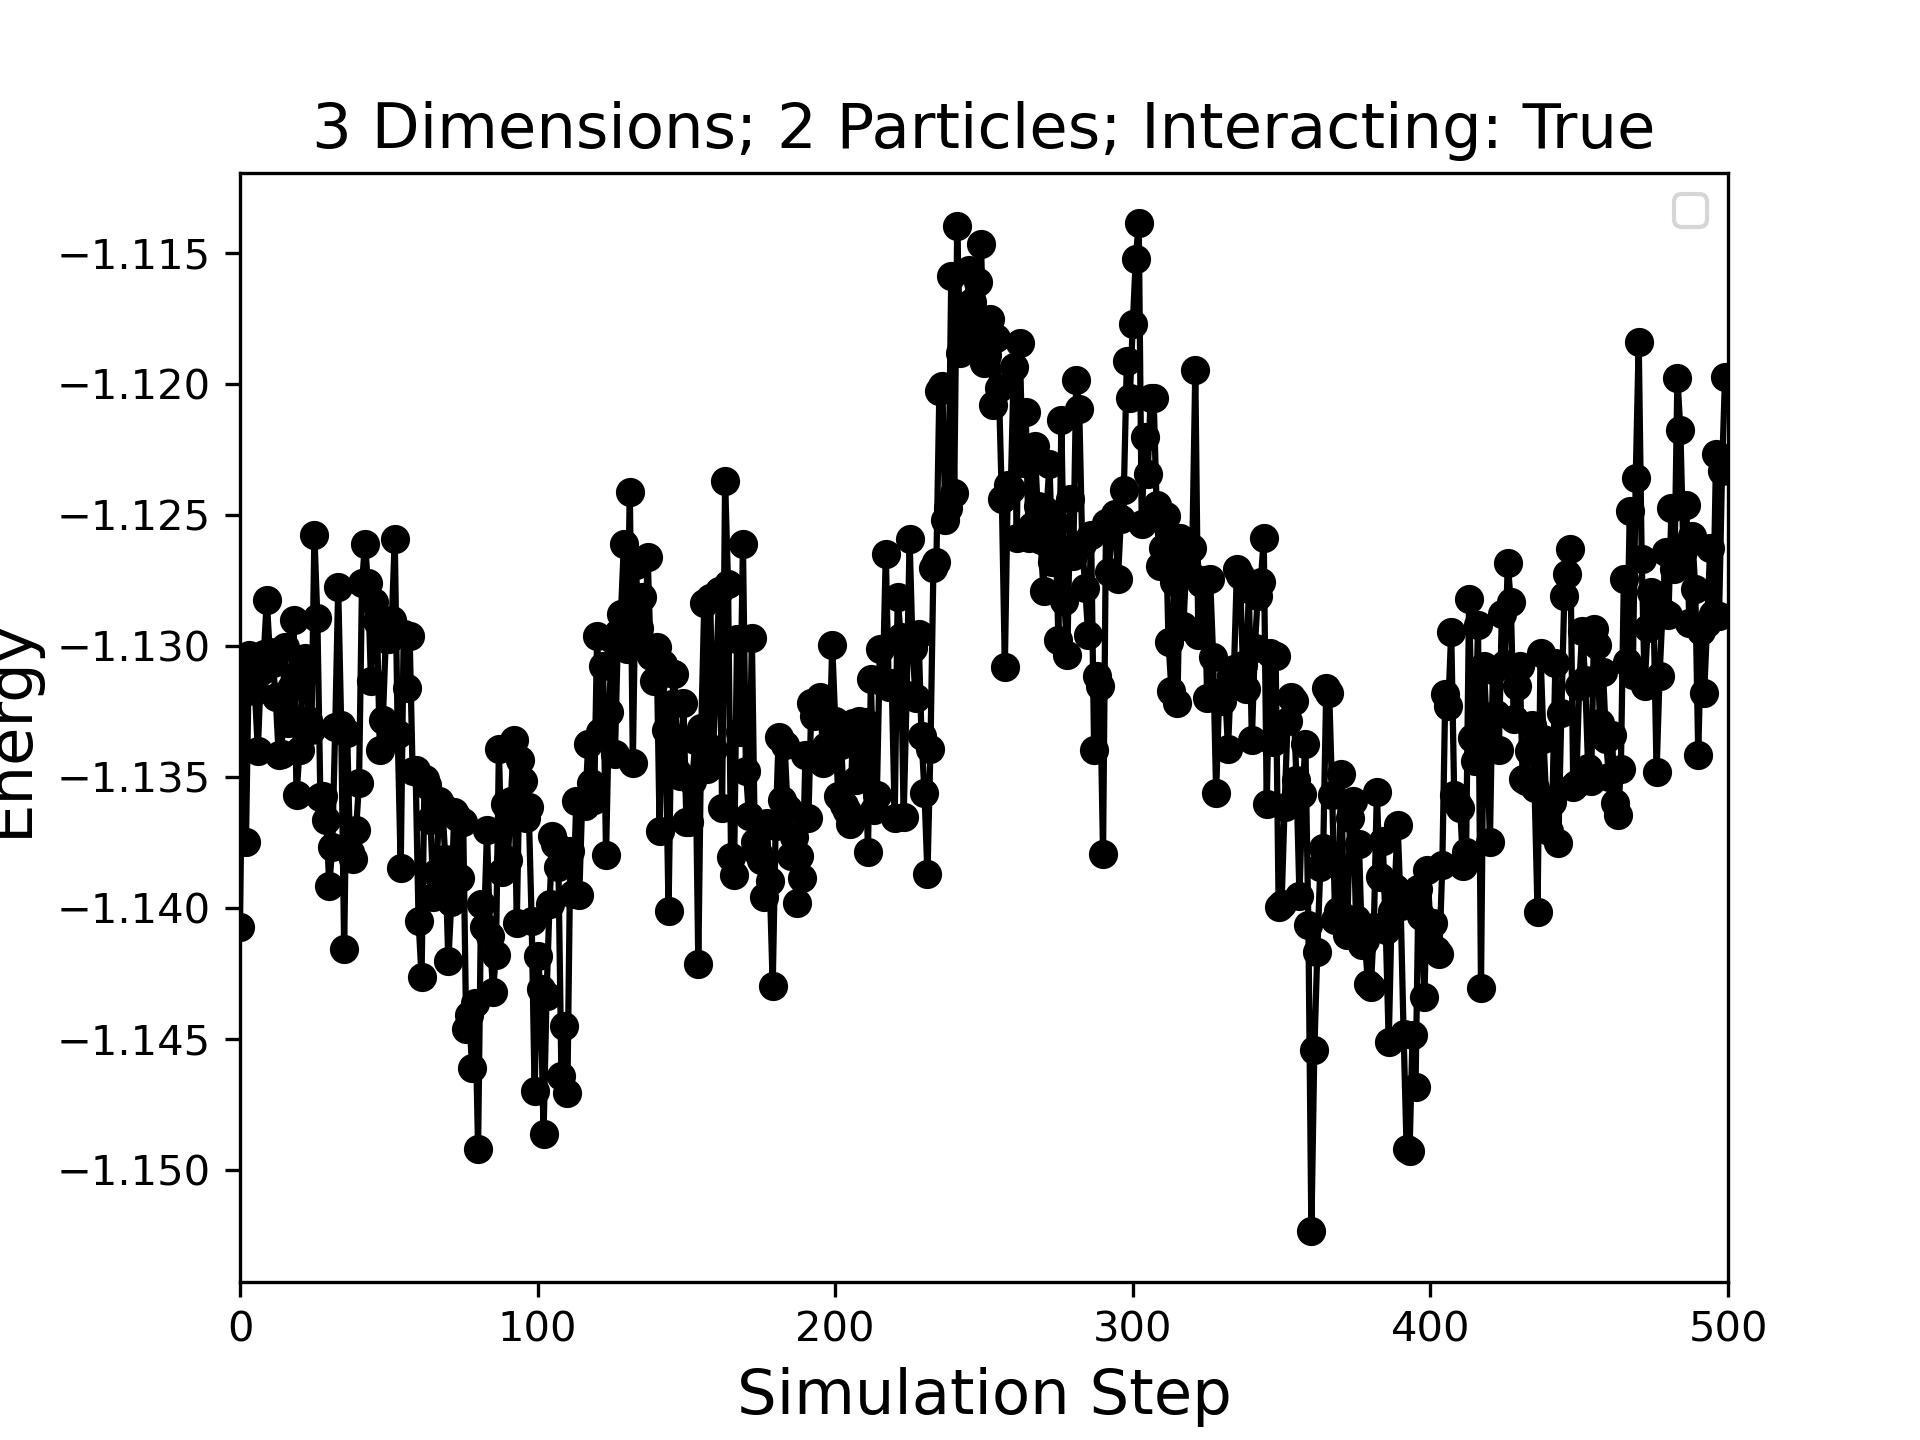 3 Dimensions; 2 Particles; Interacting: True
Energy
−1.115
−1.120
−1.125
−1.130
−1.135
−1.140
−1.145
−1.150
0 100 200 300 400 500
Simulation Step